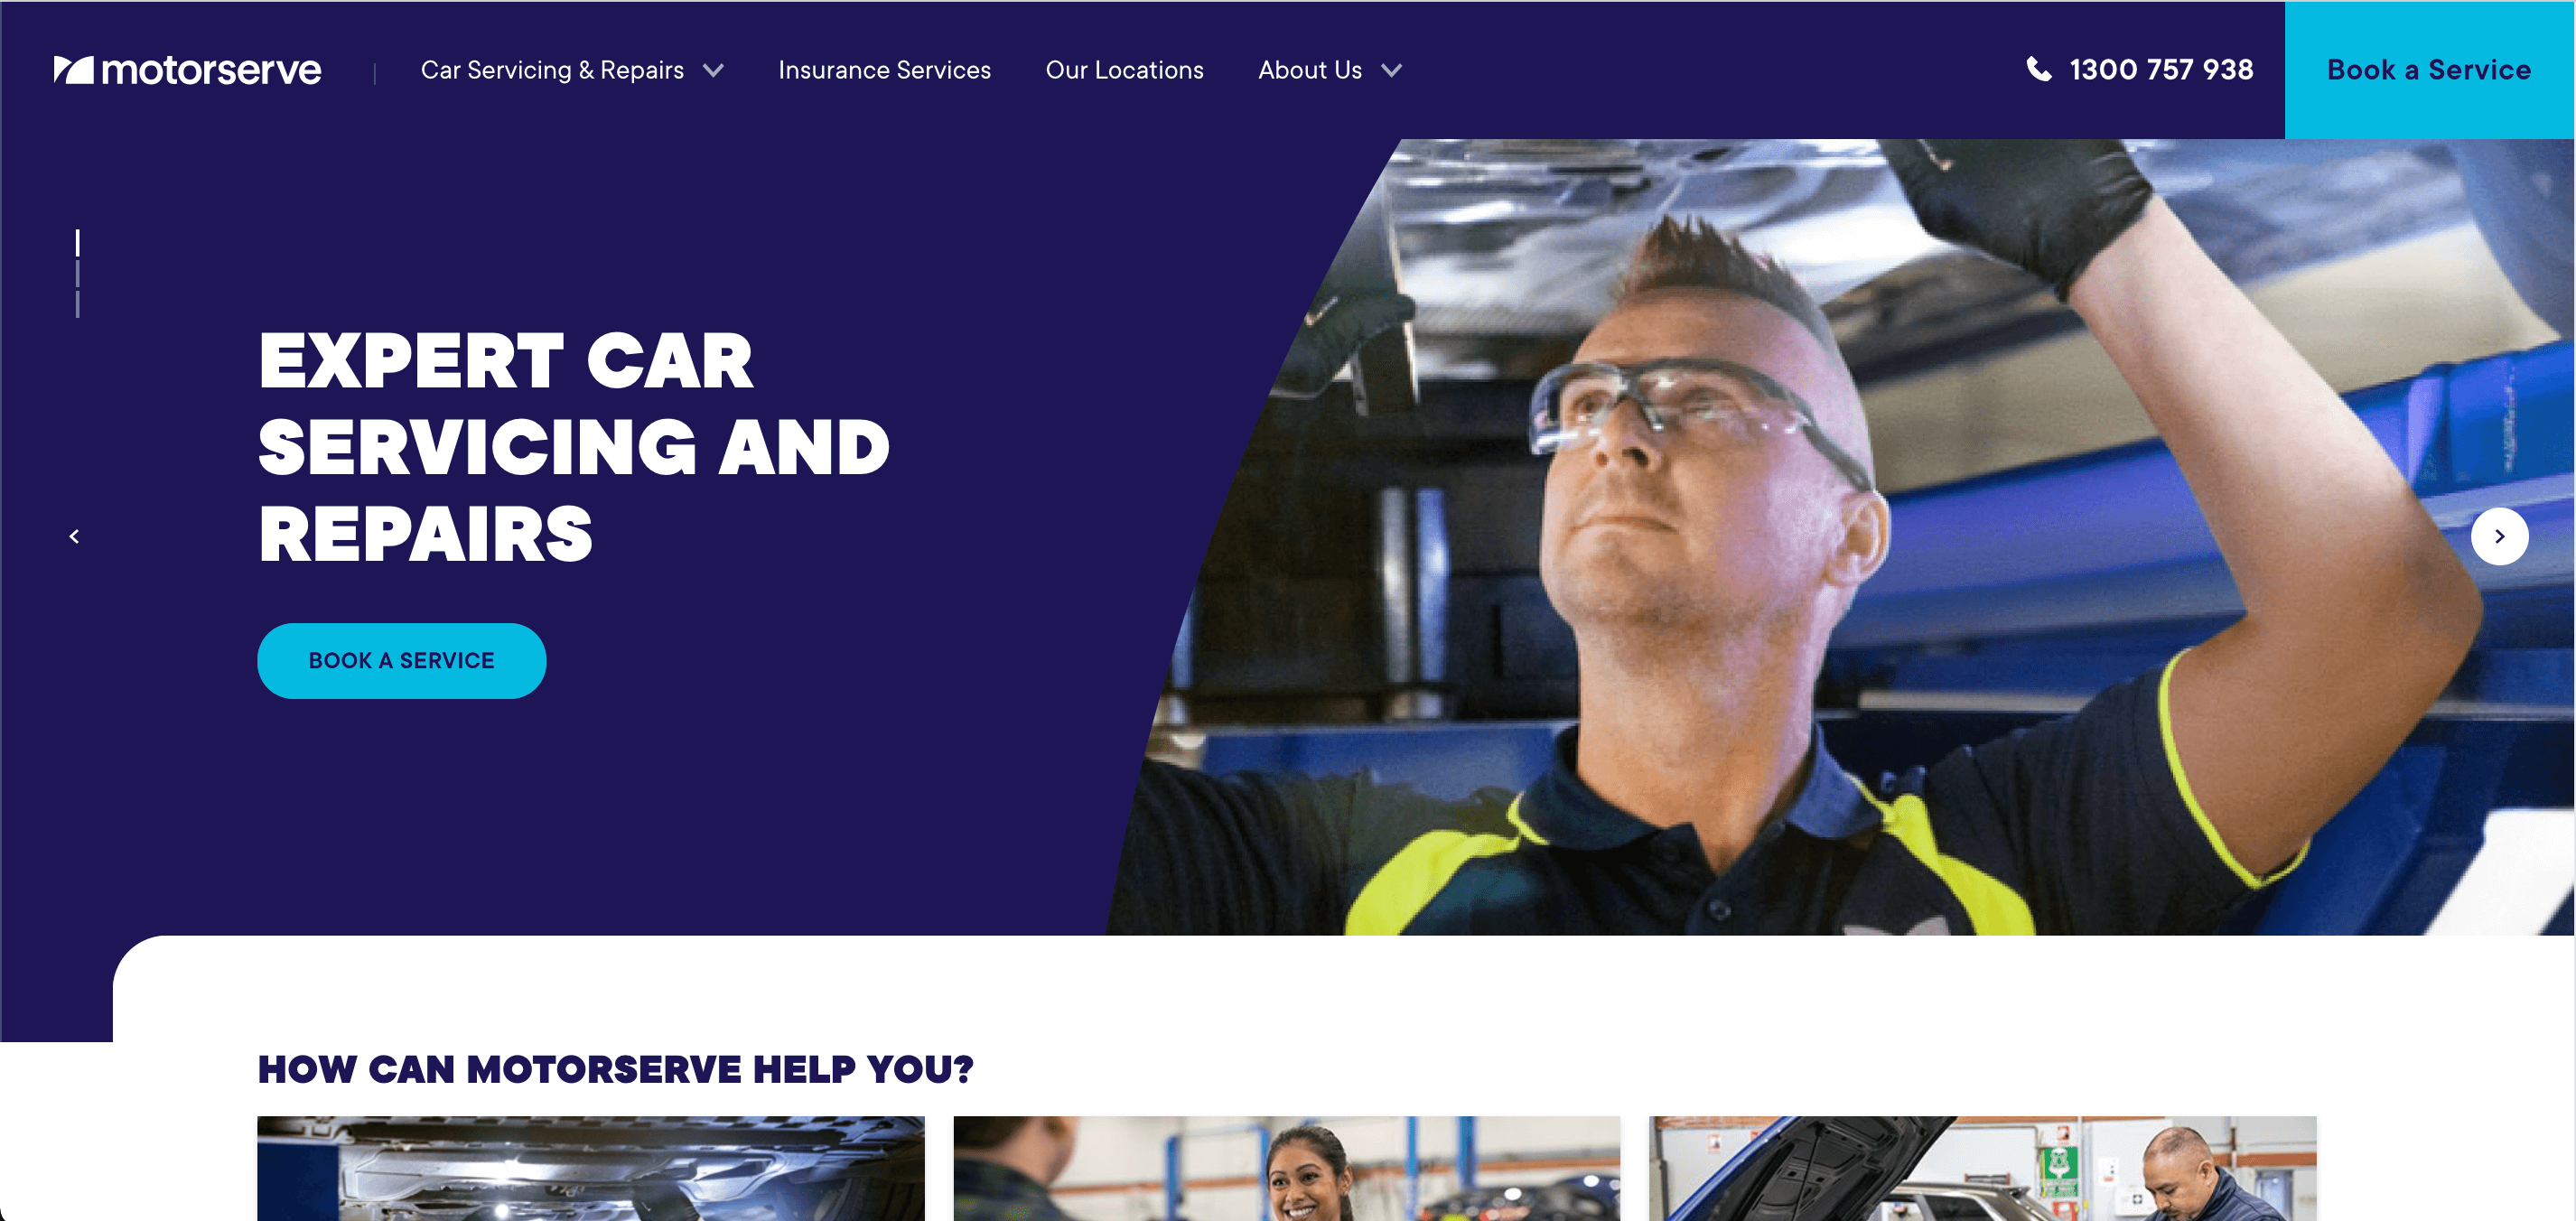 motorserve
Car Servicing & Repairs
Insurance Services
Our Locations
About Us
1300 757 938
Book a Service
EXPERT CAR
SERVICING AND
REPAIRS
BOOK A SERVICE
HOW CAN MOTORSERVE HELP YOU?